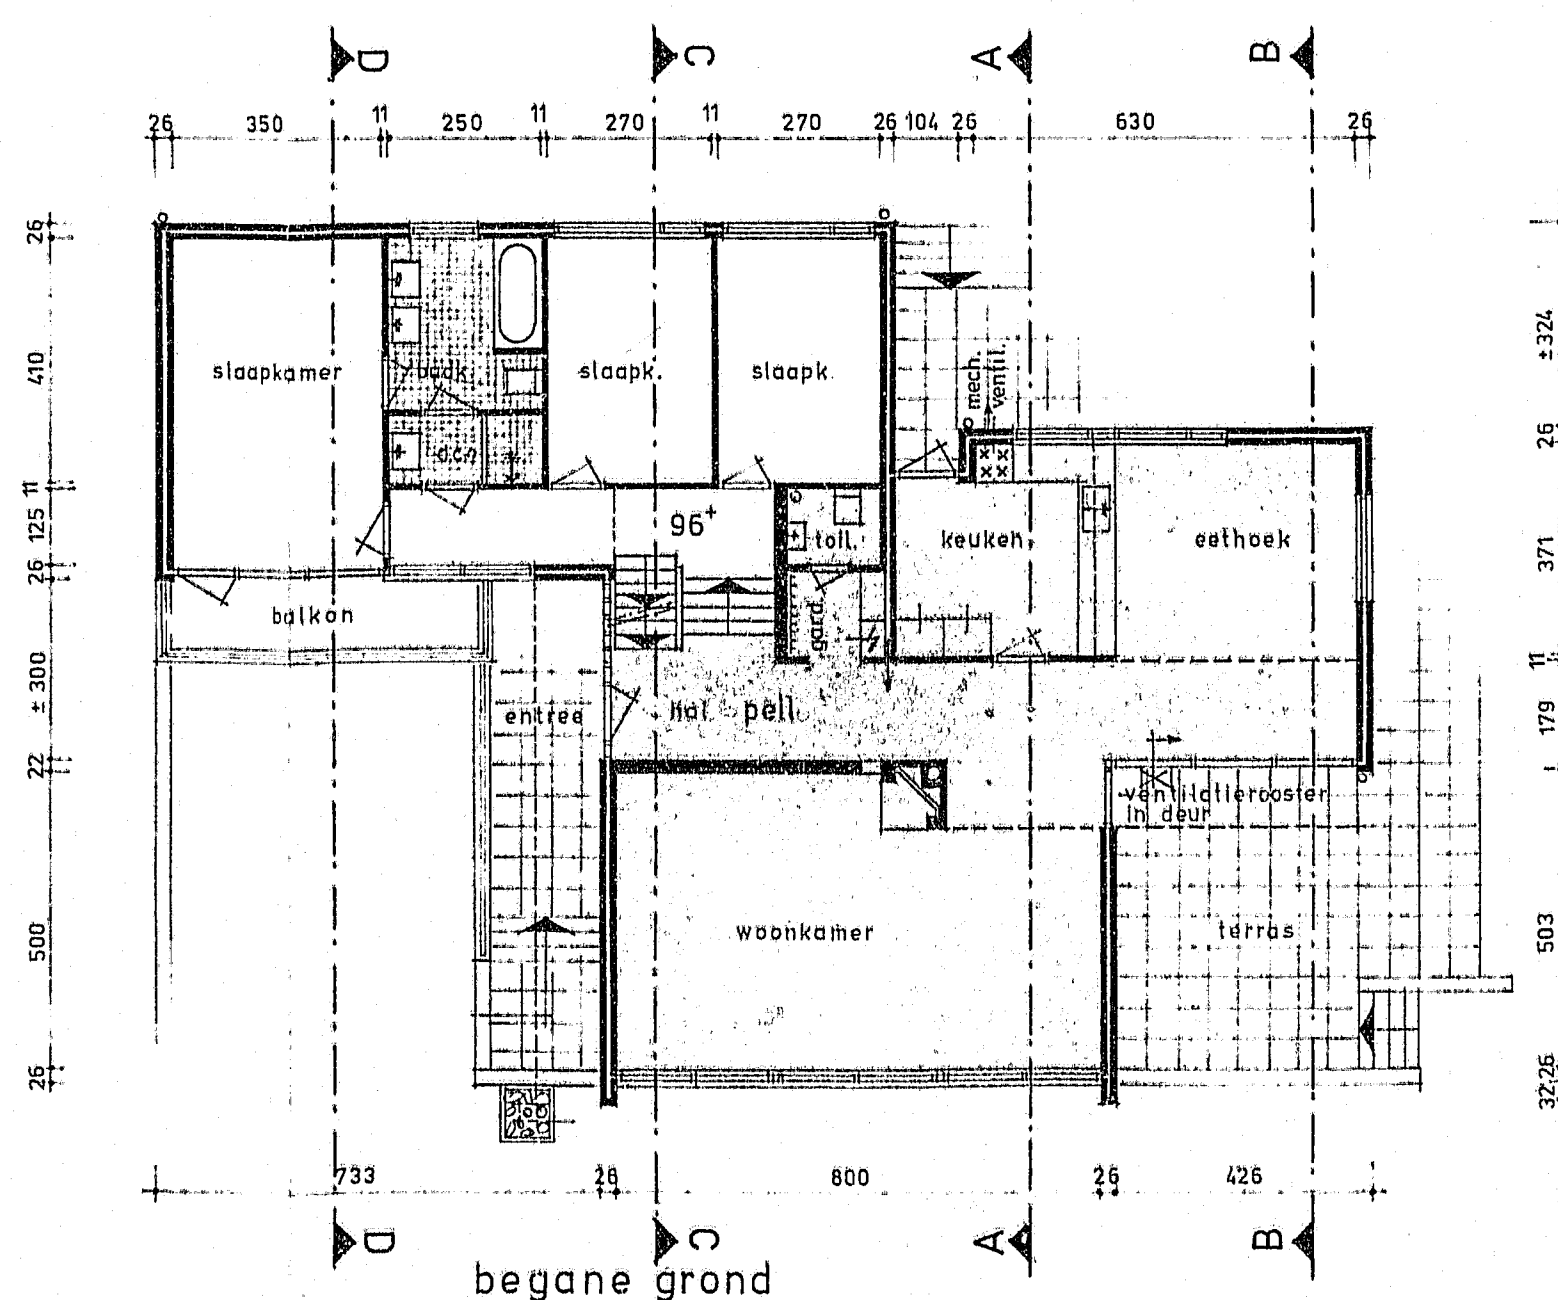 D C A B
26 350 11 250 11 270 11 270 26 104 26 630 26
26
410
11
125
26
± 300
22
500
26
slaapkamer
badk.
slaapk.
slaapk.
mech.
ventil.
dcn
96+
toil.
keuken
eethoek
balkon
gard.
entree
hal peil
ventilatierooster
in deur
woonkamer
terras
±324
26
371
11
179
503
32,26
733 26 800 26 426
D C A B
begane grond